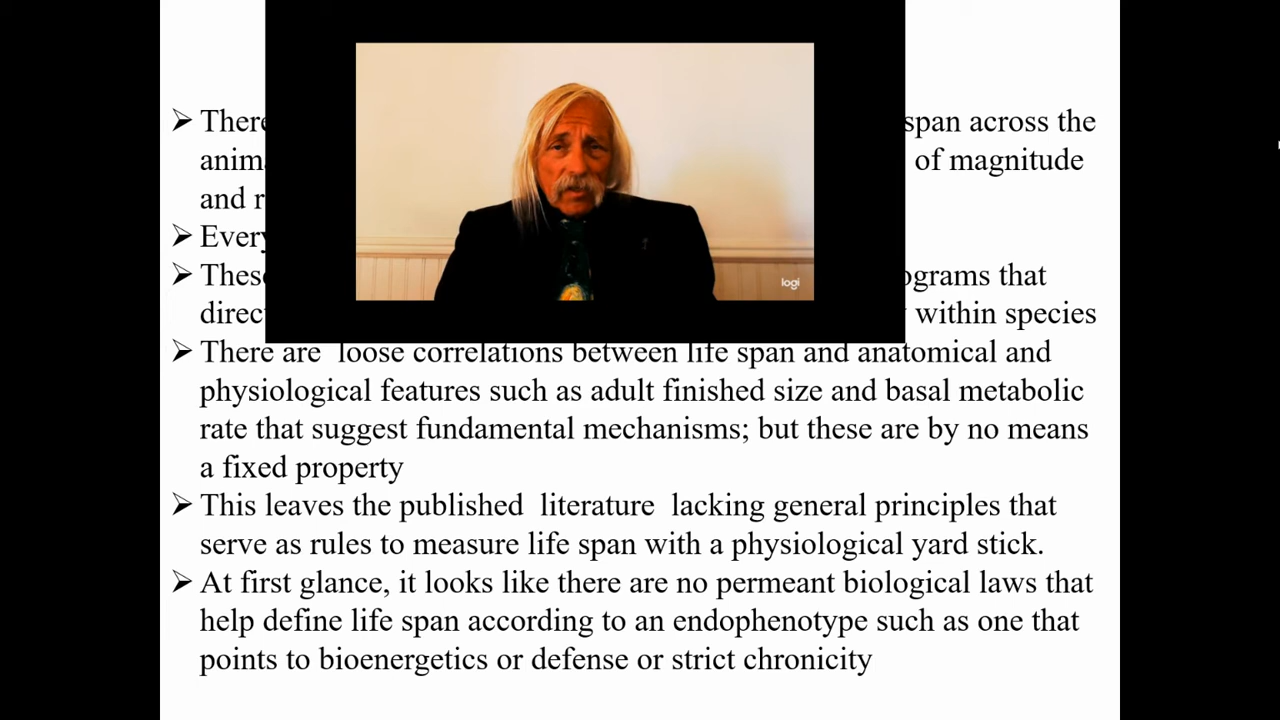 ➢ There span across the
of magnitude
and
➢ Every
➢ These that
within species
➢ There are loose correlations between life span and anatomical and
physiological features such as adult finished size and basal metabolic
rate that suggest fundamental mechanisms; but these are by no means
a fixed property
➢ This leaves the published literature lacking general principles that
serve as rules to measure life span with a physiological yard stick.
➢ At first glance, it looks like there are no permeant biological laws that
help define life span according to an endophenotype such as one that
points to bioenergetics or defense or strict chronicity
logi